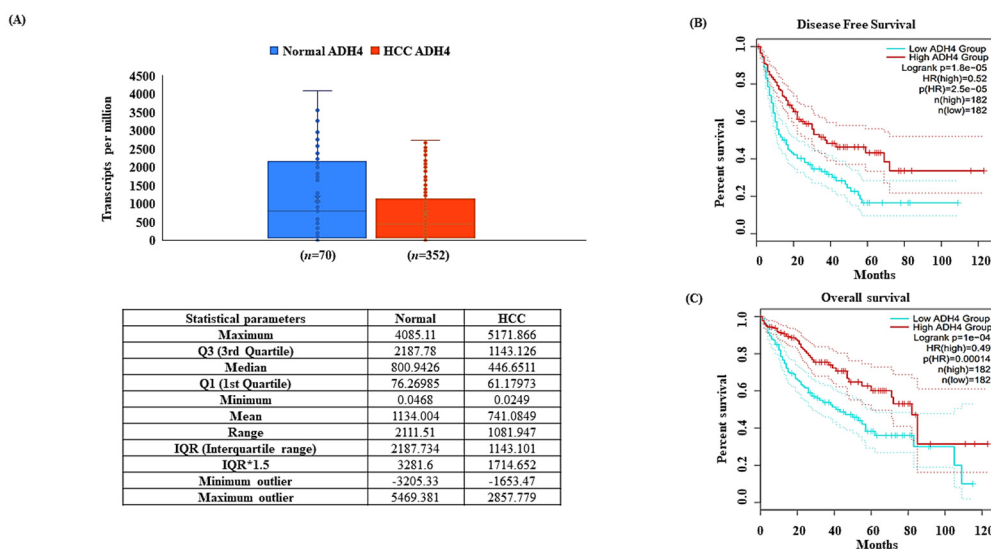 (A)
Normal ADH4 HCC ADH4
Transcripts per million
4500
4000
3500
3000
2500
2000
1500
1000
500
0
(n=70) (n=352)
Statistical parameters Normal HCC
Maximum 4085.11 5171.866
Q3 (3rd Quartile) 2187.78 1143.126
Median 800.9426 446.6511
Q1 (1st Quartile) 76.26985 61.17973
Minimum 0.0468 0.0249
Mean 1134.004 741.0849
Range 2111.51 1081.947
IQR (Interquartile range) 2187.734 1143.101
IQR*1.5 3281.6 1714.652
Minimum outlier -3205.33 -1653.47
Maximum outlier 5469.381 2857.779
(B) Disease Free Survival
Low ADH4 Group
High ADH4 Group
Logrank p=1.8e−05
HR(high)=0.52
p(HR)=2.5e−05
n(high)=182
n(low)=182
Percent survival
1.0
0.8
0.6
0.4
0.2
0.0
0 20 40 60 80 100 120
Months
(C) Overall survival
Low ADH4 Group
High ADH4 Group
Logrank p=1e−04
HR(high)=0.49
p(HR)=0.00014
n(high)=182
n(low)=182
Percent survival
1.0
0.8
0.6
0.4
0.2
0.0
0 20 40 60 80 100 120
Months